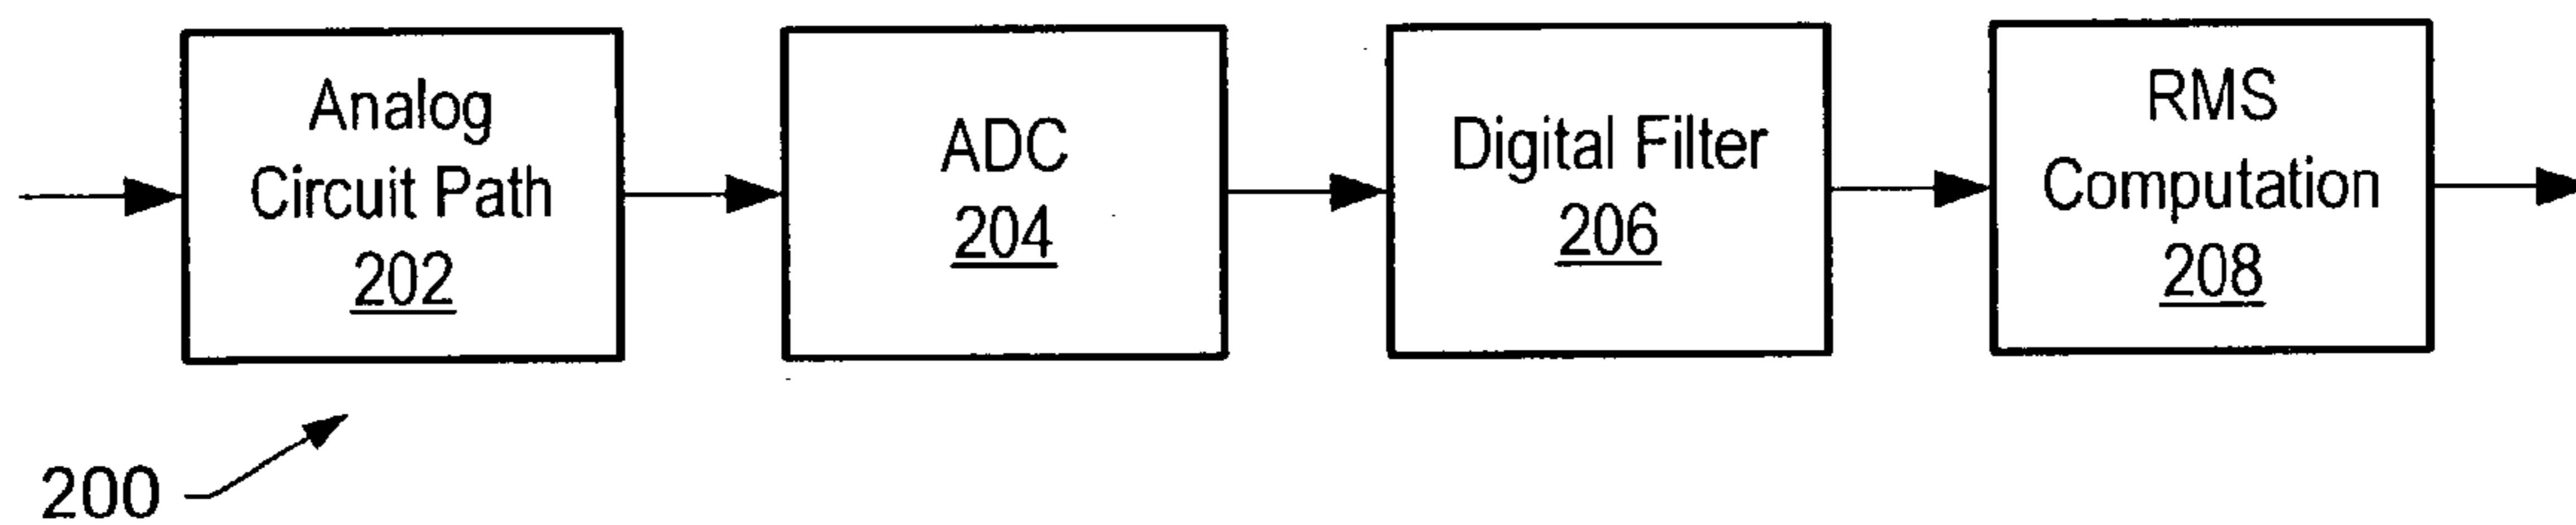 Analog
Circuit Path
202
ADC
204
Digital Filter
206
RMS
Computation
208
200